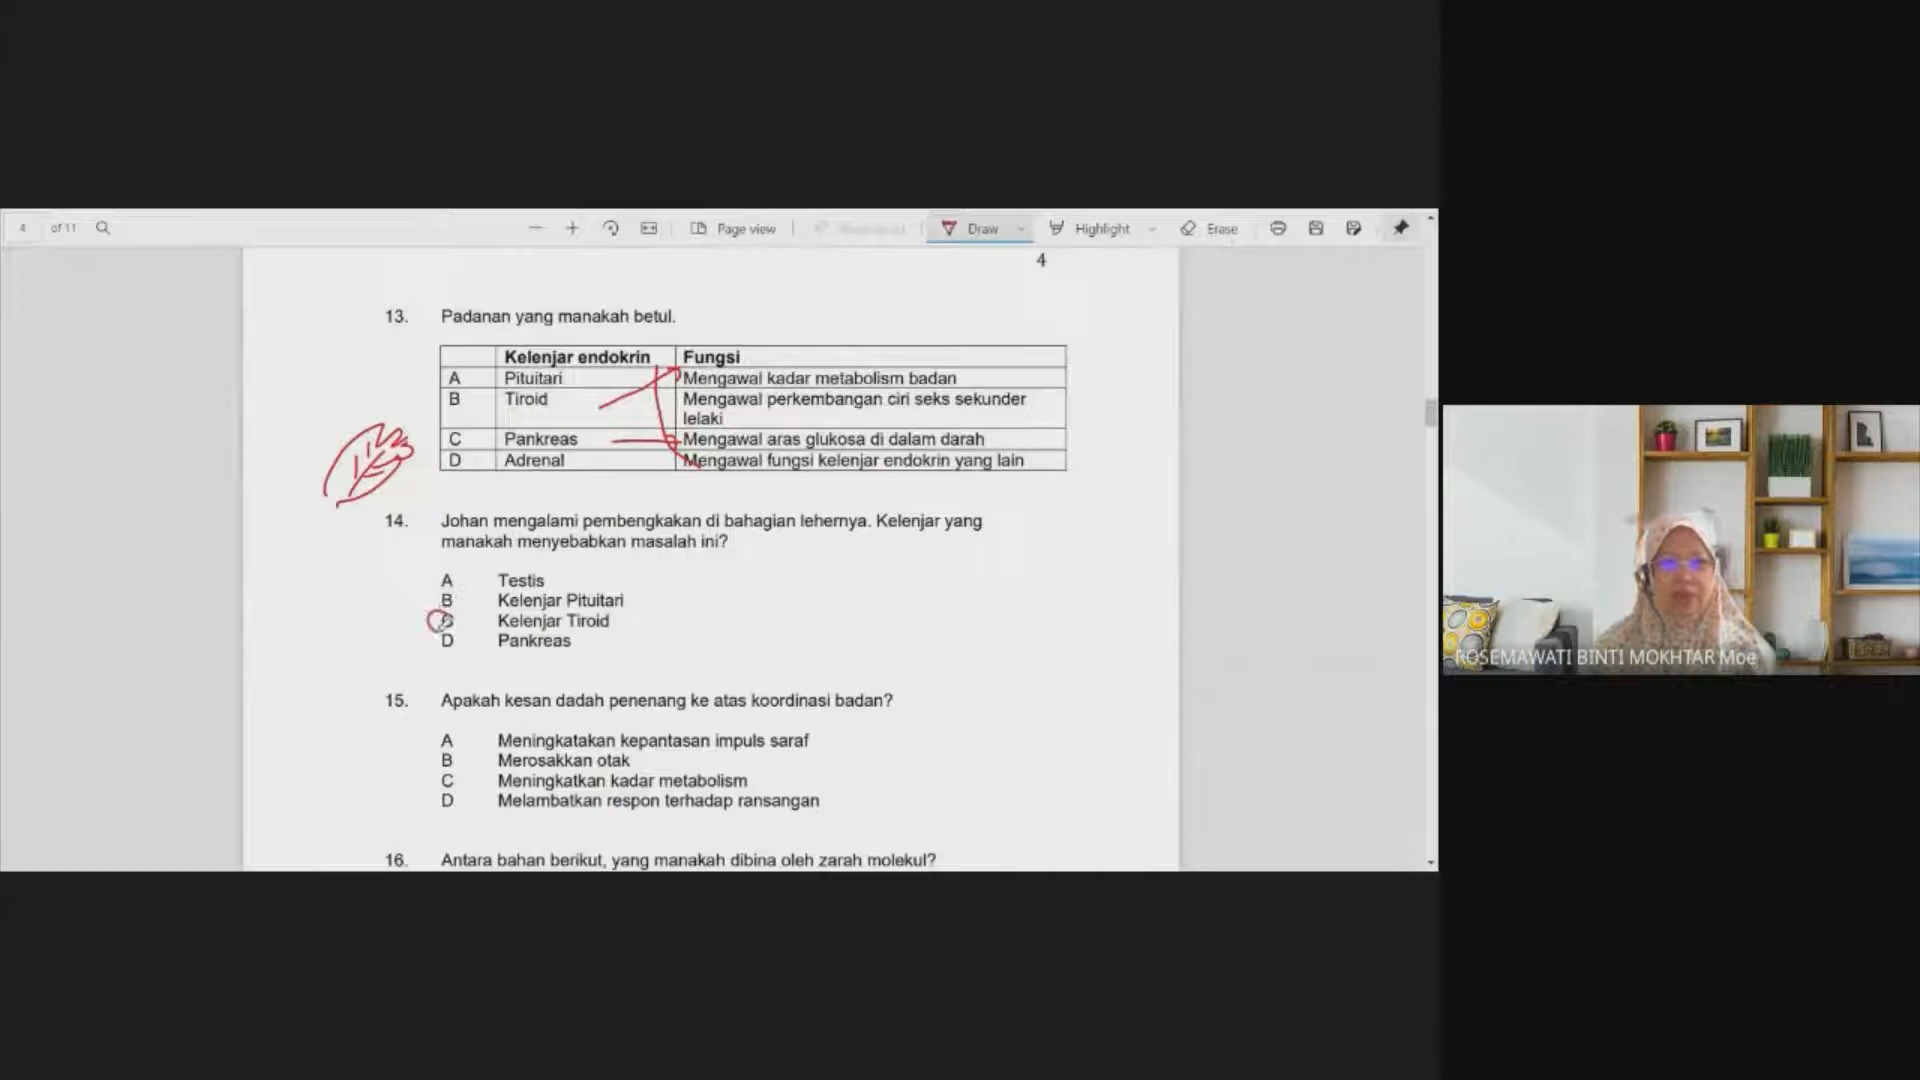 4 of 11 Page view Draw Highlight Erase
4
13. Padanan yang manakah betul.
Kelenjar endokrin Fungsi
A Pituitari Mengawal kadar metabolism badan
B Tiroid Mengawal perkembangan ciri seks sekunder
lelaki
C Pankreas Mengawal aras glukosa di dalam darah
D Adrenal Mengawal fungsi kelenjar endokrin yang lain
14. Johan mengalami pembengkakan di bahagian lehernya. Kelenjar yang
manakah menyebabkan masalah ini?
A Testis
B Kelenjar Pituitari
C Kelenjar Tiroid
D Pankreas
15. Apakah kesan dadah penenang ke atas koordinasi badan?
A Meningkatakan kepantasan impuls saraf
B Merosakkan otak
C Meningkatkan kadar metabolism
D Melambatkan respon terhadap ransangan
16. Antara bahan berikut, yang manakah dibina oleh zarah molekul?
ROSEMAWATI BINTI MOKHTAR Moe